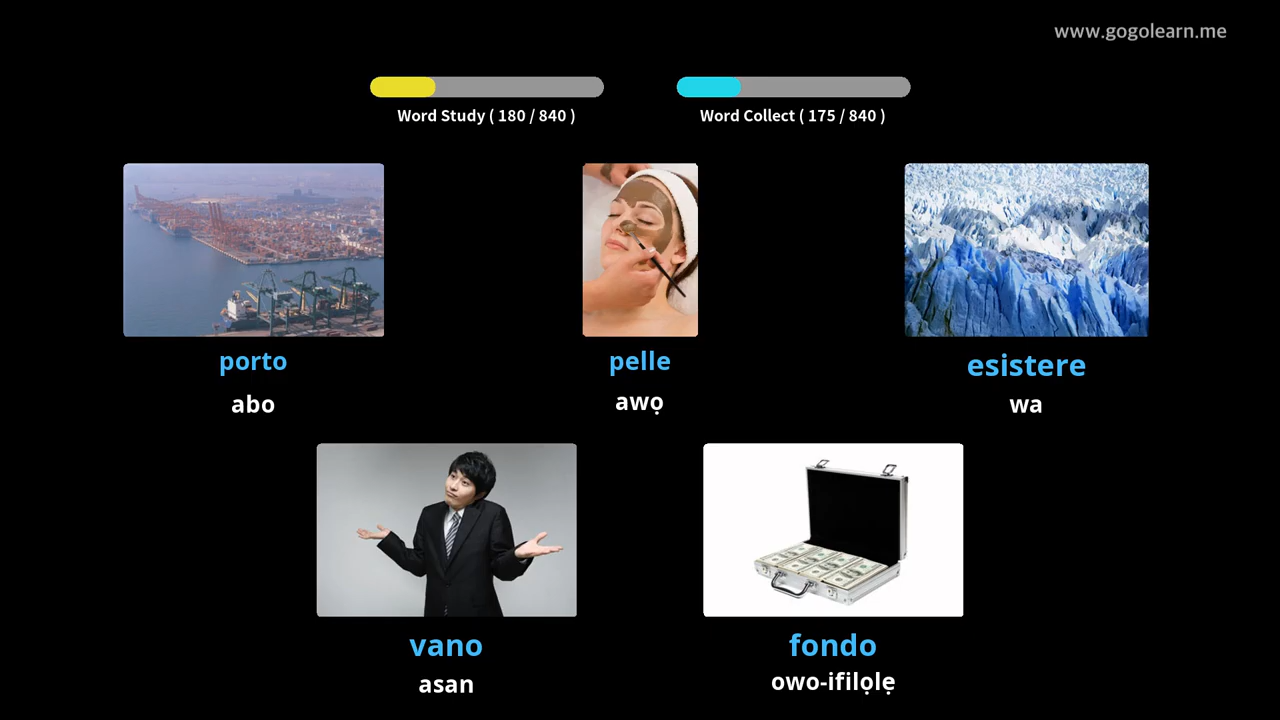 www.gogolearn.me
Word Study ( 180 / 840 )
Word Collect ( 175 / 840 )
porto
abo
pelle
awọ
esistere
wa
vano
asan
fondo
owo-ifilọlẹ